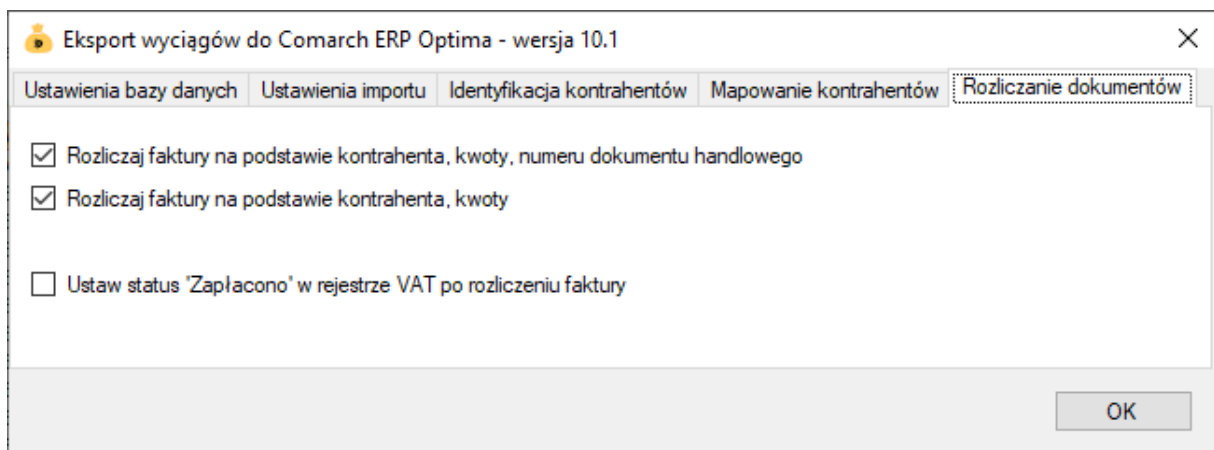 Eksport wyciągów do Comarch ERP Optima - wersja 10.1
Ustawienia bazy danych Ustawienia importu Identyfikacja kontrahentów Mapowanie kontrahentów Rozliczanie dokumentów
Rozliczaj faktury na podstawie kontrahenta, kwoty, numeru dokumentu handlowego
Rozliczaj faktury na podstawie kontrahenta, kwoty
Ustaw status 'Zapłacono' w rejestrze VAT po rozliczeniu faktury
OK